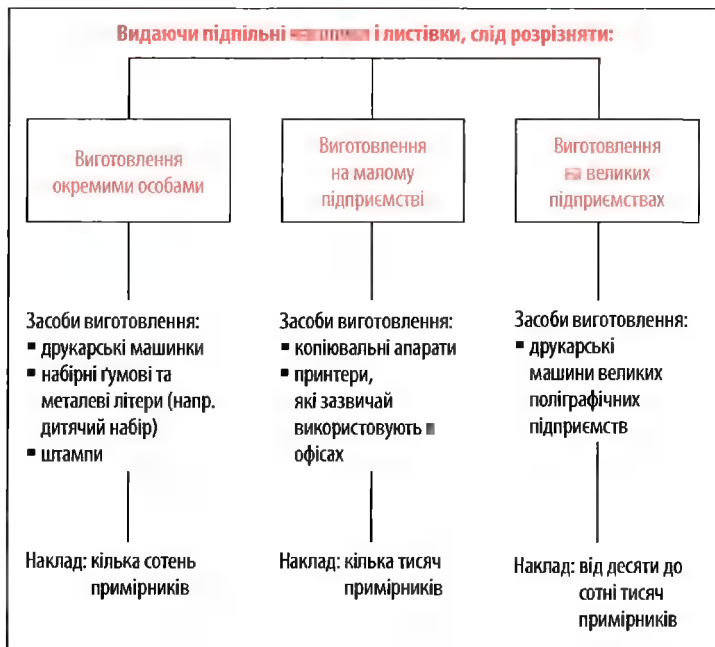 Видаючи підпільні і листівки, слід розрізняти:
Виготовлення
окремими особами
Засоби виготовлення:
▪ друкарські машинки
▪ набірні ґумові та
металеві літери (напр.
дитячий набір)
▪ штампи
Наклад: кілька сотень
примірників
Виготовлення
на малому
підприємстві
Засоби виготовлення:
▪ копіювальні апарати
▪ принтери,
які зазвичай
використовують
офісах
Наклад: кілька тисяч
примірників
Виготовлення
великих
підприємствах
Засоби виготовлення:
▪ друкарські
машини великих
поліграфічних
підприємств
Наклад: від десяти до
сотні тисяч
примірників